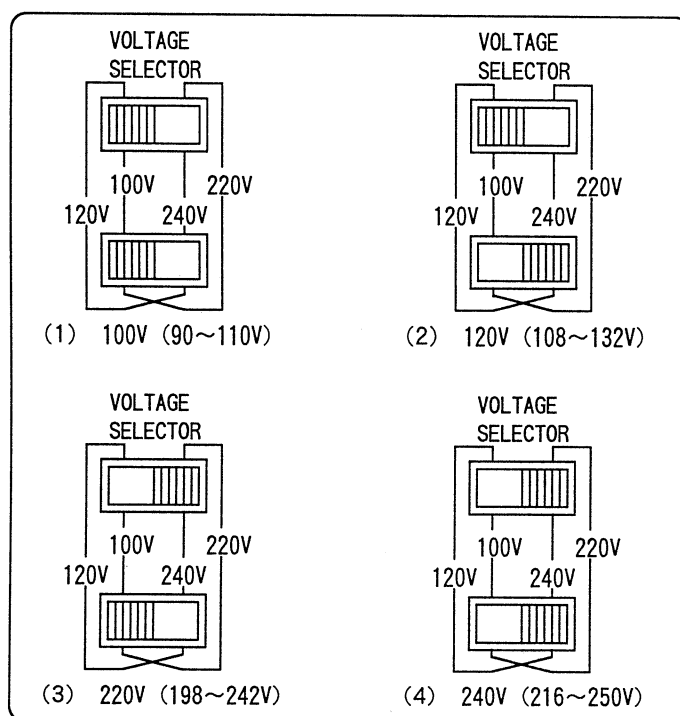 VOLTAGE
SELECTOR
100V
220V
120V
240V
(1) 100V (90～110V)
VOLTAGE
SELECTOR
100V
220V
120V
240V
(2) 120V (108～132V)
VOLTAGE
SELECTOR
100V
220V
120V
240V
(3) 220V (198～242V)
VOLTAGE
SELECTOR
100V
220V
120V
240V
(4) 240V (216～250V)